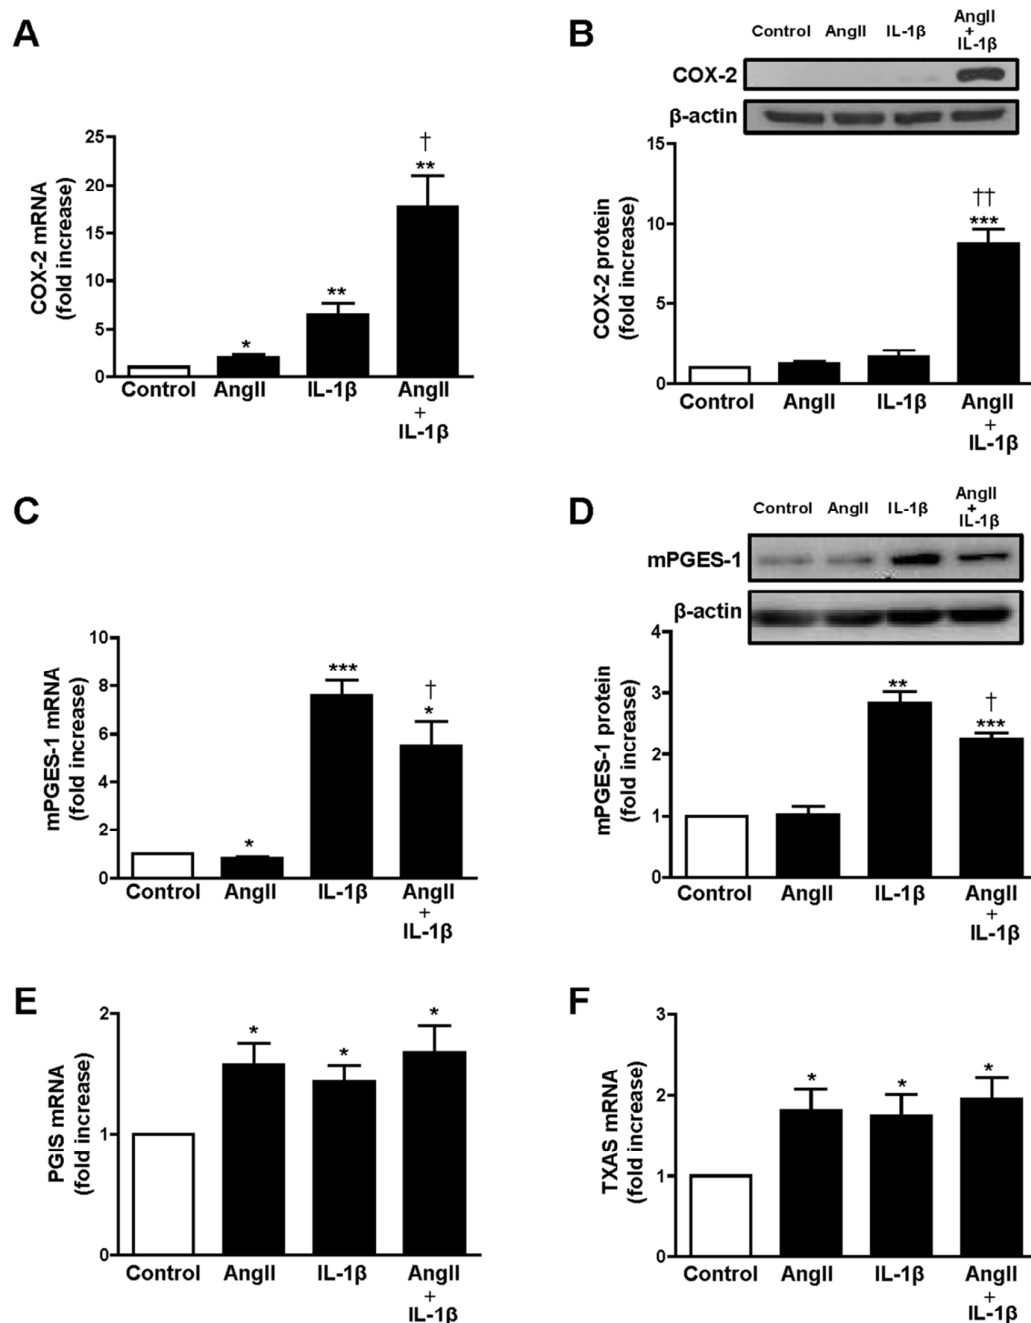 A
COX-2 mRNA
(fold increase)
25
20
15
10
5
0
*
**
†
**
Control
AngII
IL-1β
AngII
+
IL-1β
B
Control
AngII
IL-1β
AngII
+
IL-1β
COX-2
β-actin
COX-2 protein
(fold increase)
15
10
5
0
††
***
Control
AngII
IL-1β
AngII
+
IL-1β
C
mPGES-1 mRNA
(fold increase)
10
8
6
4
2
0
*
***
†
*
Control
AngII
IL-1β
AngII
+
IL-1β
D
Control
AngII
IL-1β
AngII
+
IL-1β
mPGES-1
β-actin
mPGES-1 protein
(fold increase)
4
3
2
1
0
**
†
***
Control
AngII
IL-1β
AngII
+
IL-1β
E
PGIS mRNA
(fold increase)
2
1
0
*
*
*
Control
AngII
IL-1β
AngII
+
IL-1β
F
TXAS mRNA
(fold increase)
3
2
1
0
*
*
*
Control
AngII
IL-1β
AngII
+
IL-1β